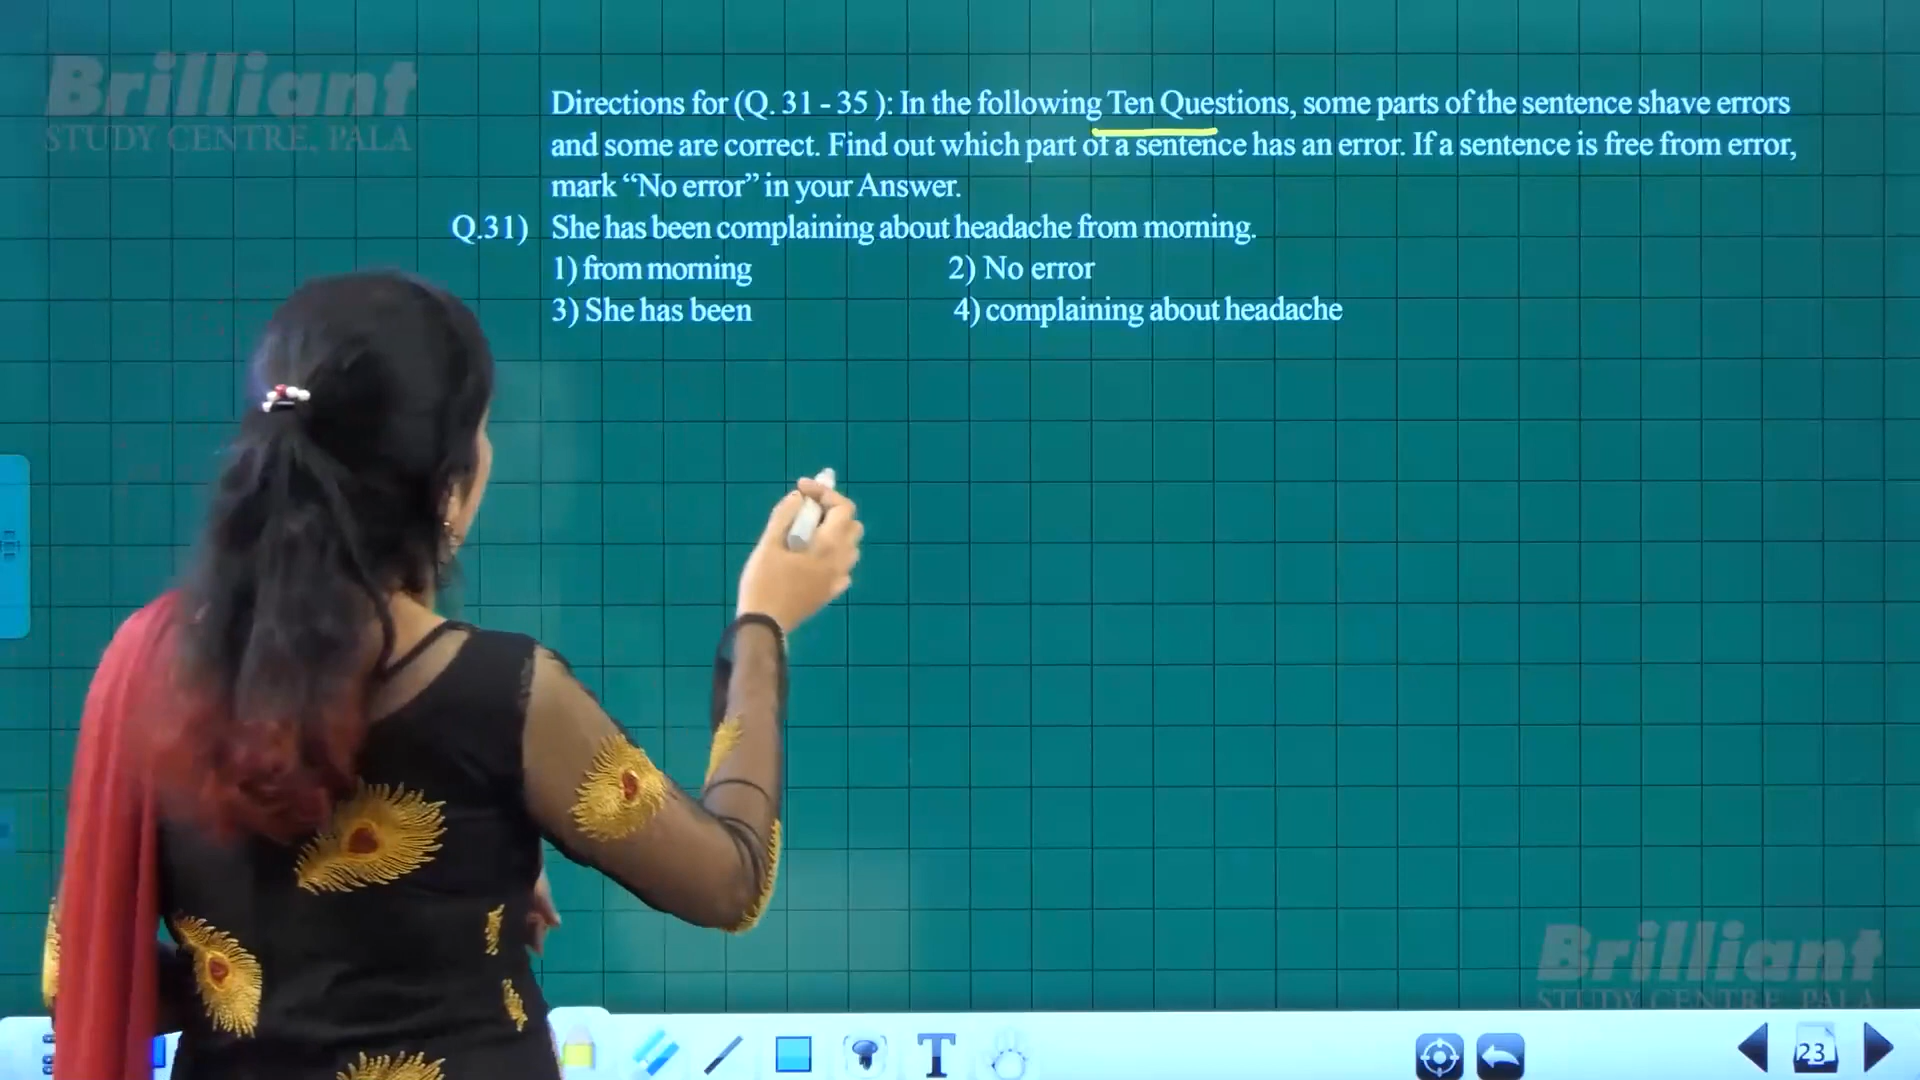 Brilliant
STUDY CENTRE, PALA
Directions for (Q. 31 - 35 ): In the following Ten Questions, some parts of the sentence shave errors
and some are correct. Find out which part of a sentence has an error. If a sentence is free from error,
mark “No error” in your Answer.
Q.31) She has been complaining about headache from morning.
1) from morning 2) No error
3) She has been 4) complaining about headache
Brilliant
STUDY CENTRE, PALA
T
23